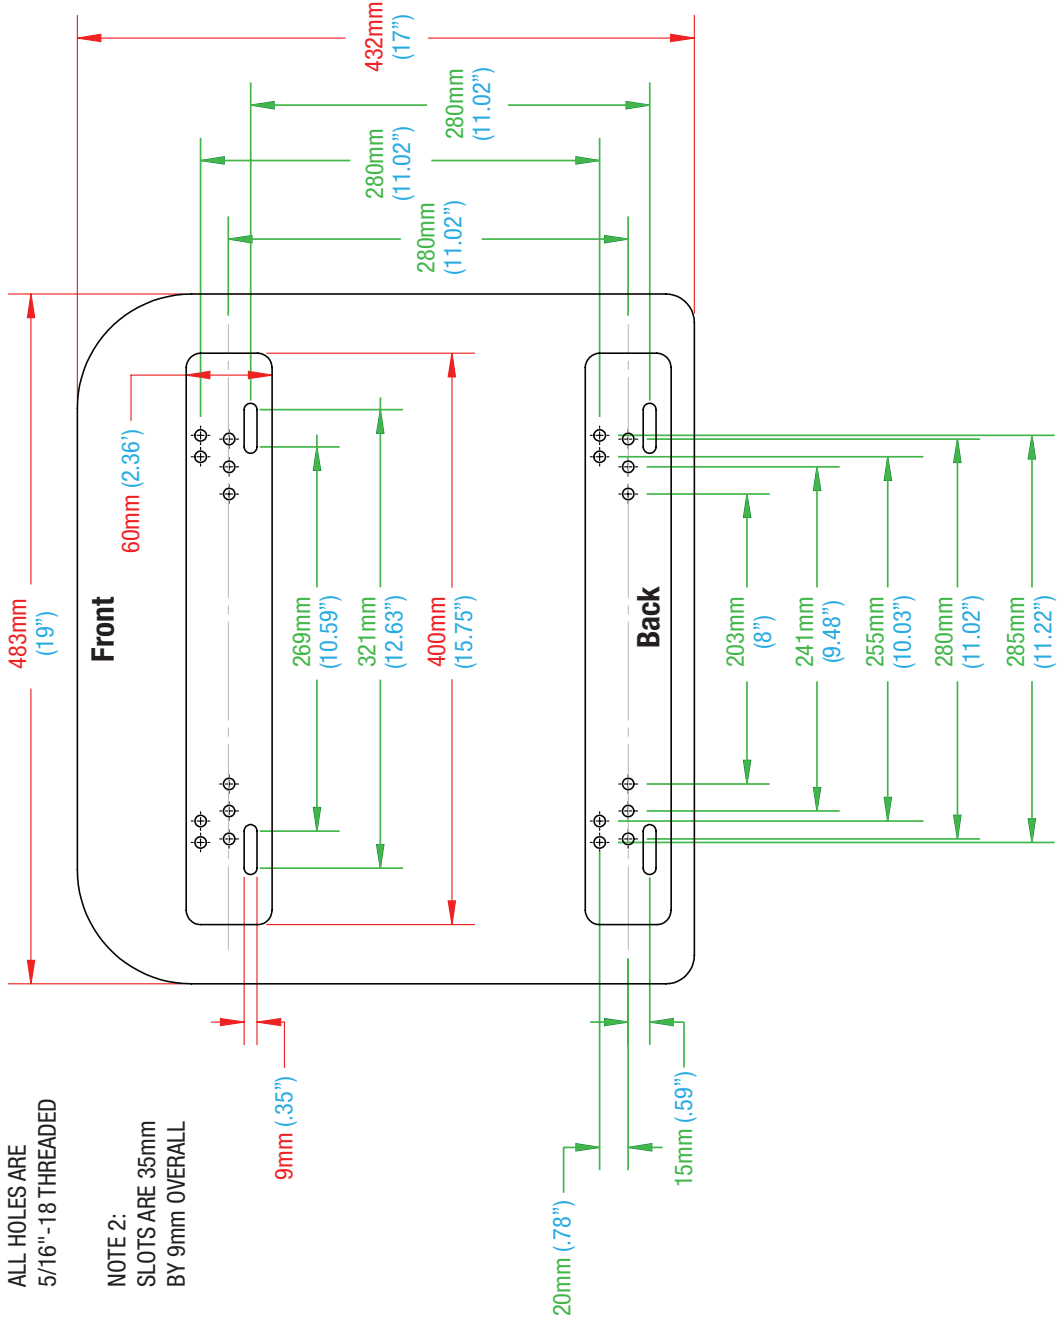 ALL HOLES ARE
5/16"-18 THREADED
NOTE 2:
SLOTS ARE 35mm
BY 9mm OVERALL
483mm
(19")
Front
60mm (2.36')
432mm
(17")
280mm
(11.02")
280mm
(11.02")
280mm
(11.02")
269mm
(10.59")
321mm
(12.63")
400mm
(15.75")
9mm (.35")
Back
20mm (.78")
15mm (.59")
203mm
(8")
241mm
(9.48")
255mm
(10.03")
280mm
(11.02")
285mm
(11.22")